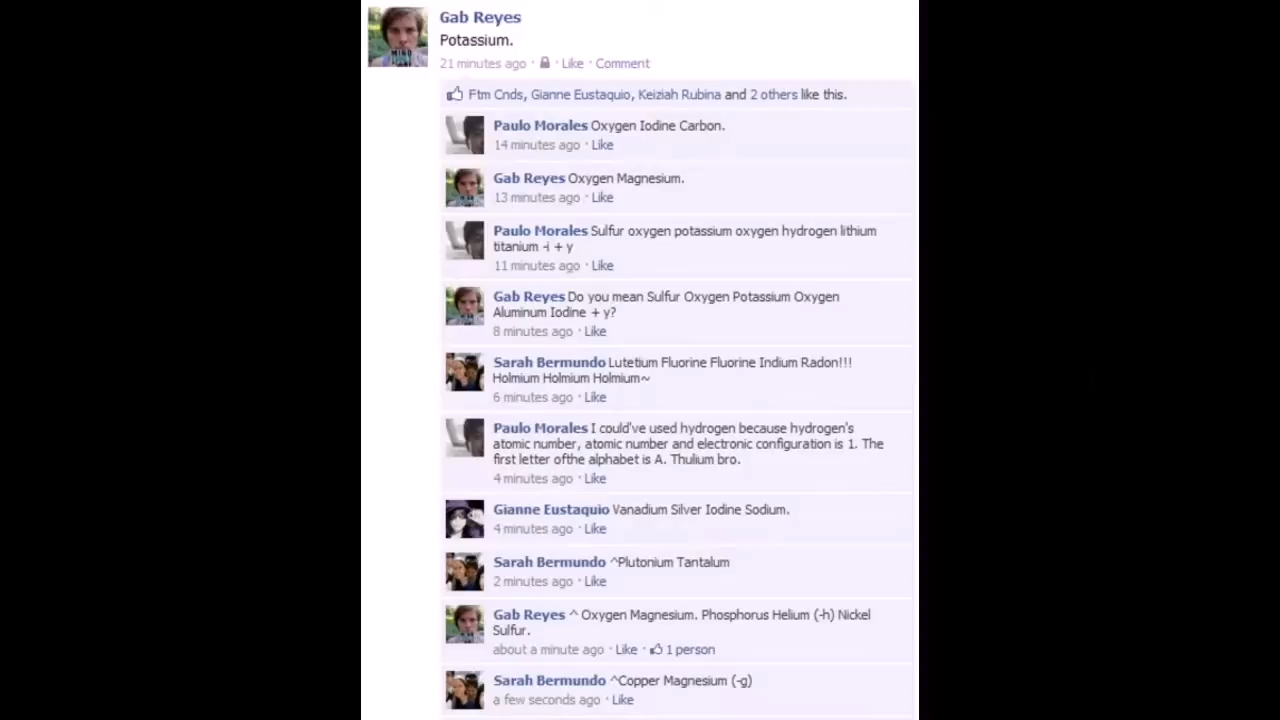 Gab Reyes
Potassium.
21 minutes ago · Like · Comment
Ftm Cnds, Gianne Eustaquio, Keiziah Rubina and 2 others like this.
Paulo Morales Oxygen Iodine Carbon.
14 minutes ago · Like
Gab Reyes Oxygen Magnesium.
13 minutes ago · Like
Paulo Morales Sulfur oxygen potassium oxygen hydrogen lithium
titanium -i + y
11 minutes ago · Like
Gab Reyes Do you mean Sulfur Oxygen Potassium Oxygen
Aluminum Iodine + y?
8 minutes ago · Like
Sarah Bermundo Lutetium Fluorine Fluorine Indium Radon!!!
Holmium Holmium Holmium~
6 minutes ago · Like
Paulo Morales I could've used hydrogen because hydrogen's
atomic number, atomic number and electronic configuration is 1. The
first letter ofthe alphabet is A. Thulium bro.
4 minutes ago · Like
Gianne Eustaquio Vanadium Silver Iodine Sodium.
4 minutes ago · Like
Sarah Bermundo ^Plutonium Tantalum
2 minutes ago · Like
Gab Reyes ^ Oxygen Magnesium. Phosphorus Helium (-h) Nickel
Sulfur.
about a minute ago · Like · 1 person
Sarah Bermundo ^Copper Magnesium (-g)
a few seconds ago · Like